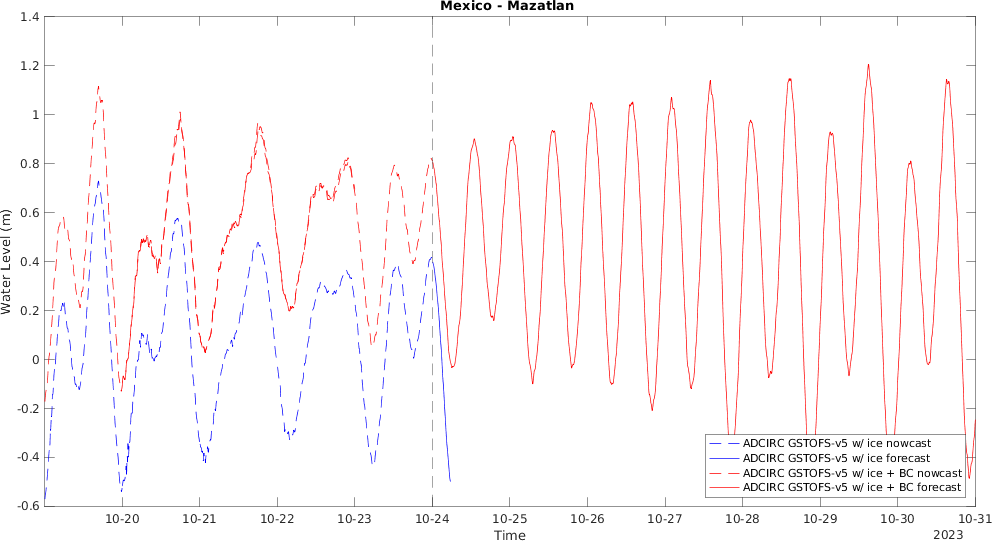 Mexico - Mazatlan
1.4
1.2
1
0.8
0.6
0.4
0.2
0
-0.2
-0.4
-0.6
Water Level (m)
ADCIRC GSTOFS-v5 w/ ice nowcast
ADCIRC GSTOFS-v5 w/ ice forecast
ADCIRC GSTOFS-v5 w/ ice + BC nowcast
ADCIRC GSTOFS-v5 w/ ice + BC forecast
10-20 10-21 10-22 10-23 10-24 10-25 10-26 10-27 10-28 10-29 10-30 10-31
Time
2023